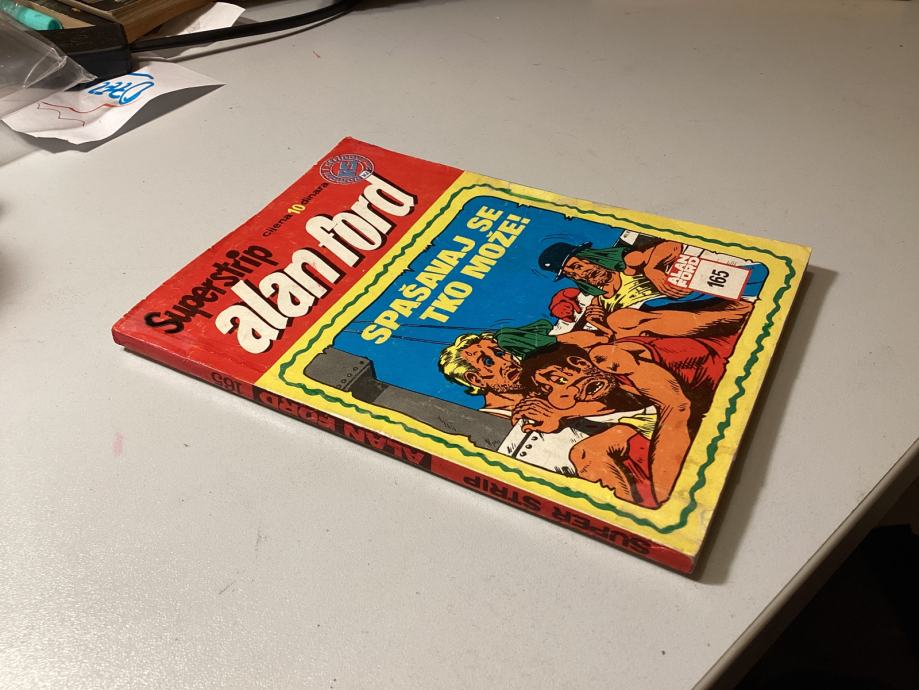 Superstrip
cijena 10 dinara
alan ford
SPAŠAVAJ SE
TKO MOŽE!
ALAN
FORD
165
SUPER STRIP
ALAN FORD
165